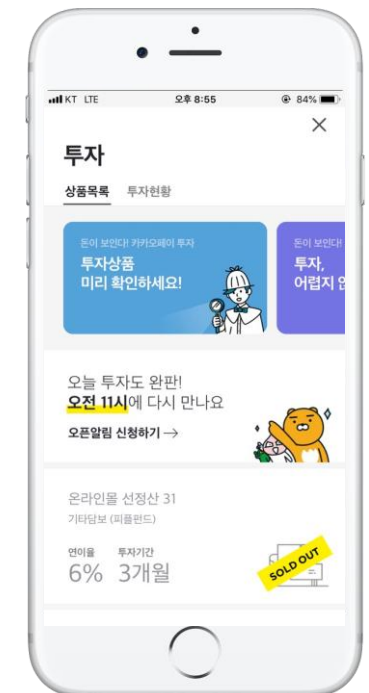 KT LTE 오후 8:55 84%
투자
상품목록 투자현황
돈이 보인다! 카카오페이 투자
투자상품
미리 확인하세요!
돈이 보인다!
투자,
어렵지
오늘 투자도 완판!
오전 11시에 다시 만나요
오픈알림 신청하기 →
온라인몰 선정산 31
기타담보 (피플펀드)
연이율 투자기간
6% 3개월
SOLD OUT